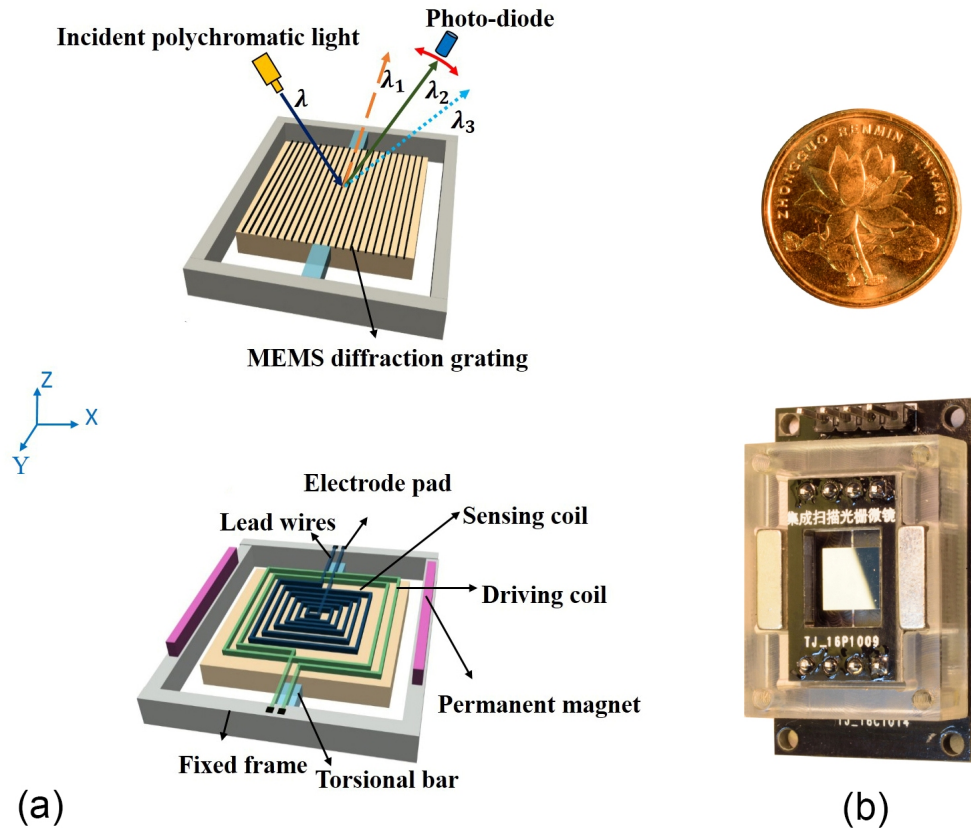 Photo-diode
Incident polychromatic light
λ
λ1
λ2
λ3
MEMS diffraction grating
Z
X
Y
Electrode pad
Lead wires
Sensing coil
Driving coil
Permanent magnet
Fixed frame
Torsional bar
(a)
ZHONGGUO RENMIN YINHANG
集成扫描光栅微镜
TJ_16P1009
TJ_16C1014
(b)